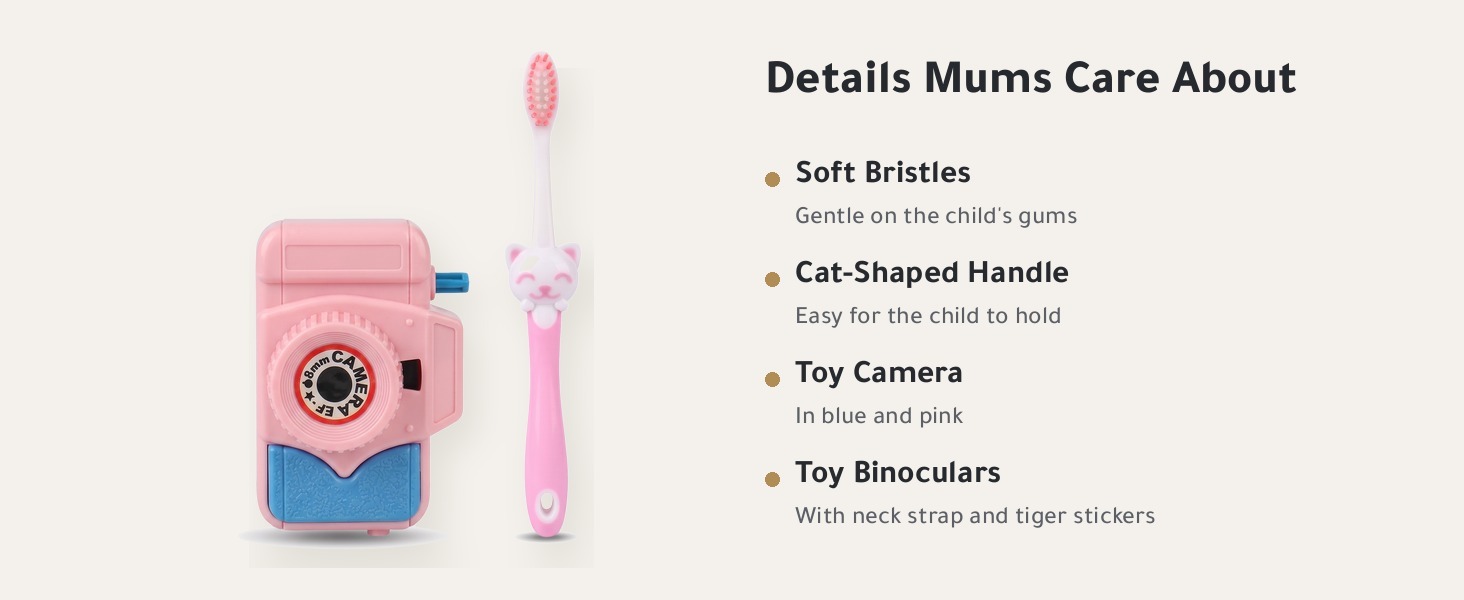 Details Mums Care About
Soft Bristles
Gentle on the child's gums
Cat-Shaped Handle
Easy for the child to hold
Toy Camera
In blue and pink
Toy Binoculars
With neck strap and tiger stickers
8mm CAMERA EF